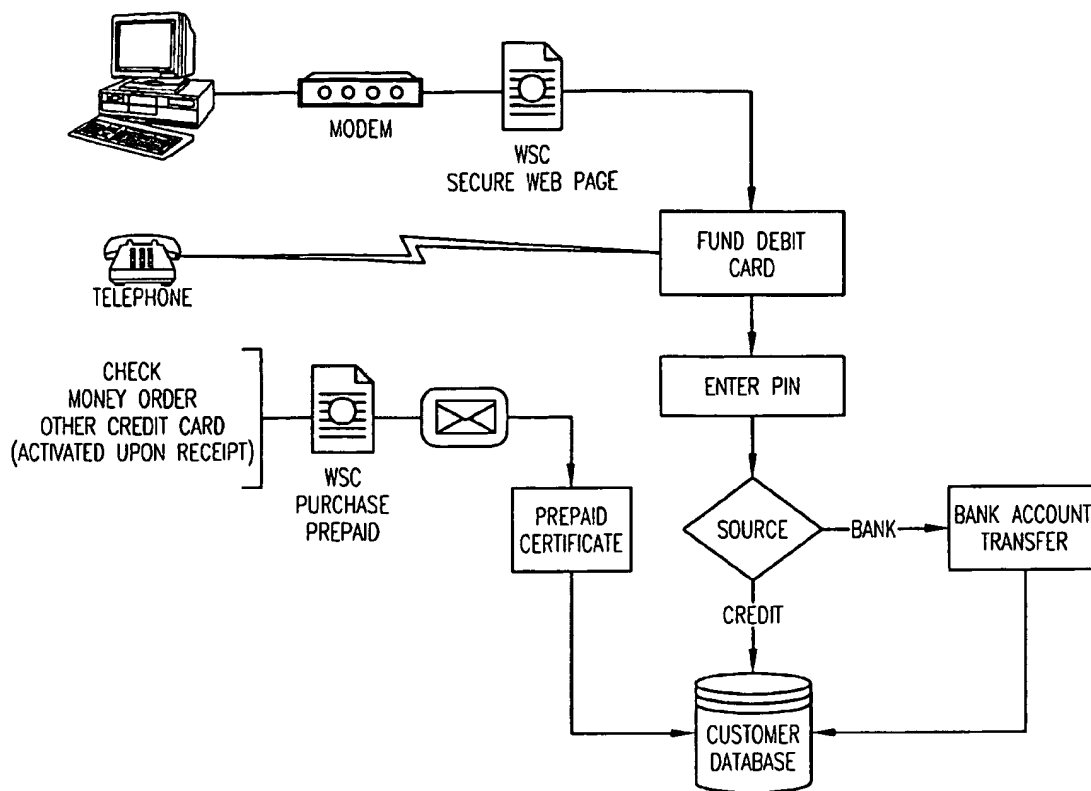 MODEM
WSC
SECURE WEB PAGE
FUND DEBIT
CARD
TELEPHONE
ENTER PIN
CHECK
MONEY ORDER
OTHER CREDIT CARD
(ACTIVATED UPON RECEIPT)
WSC
PURCHASE
PREPAID
PREPAID
CERTIFICATE
SOURCE
BANK
BANK ACCOUNT
TRANSFER
CREDIT
CUSTOMER
DATABASE